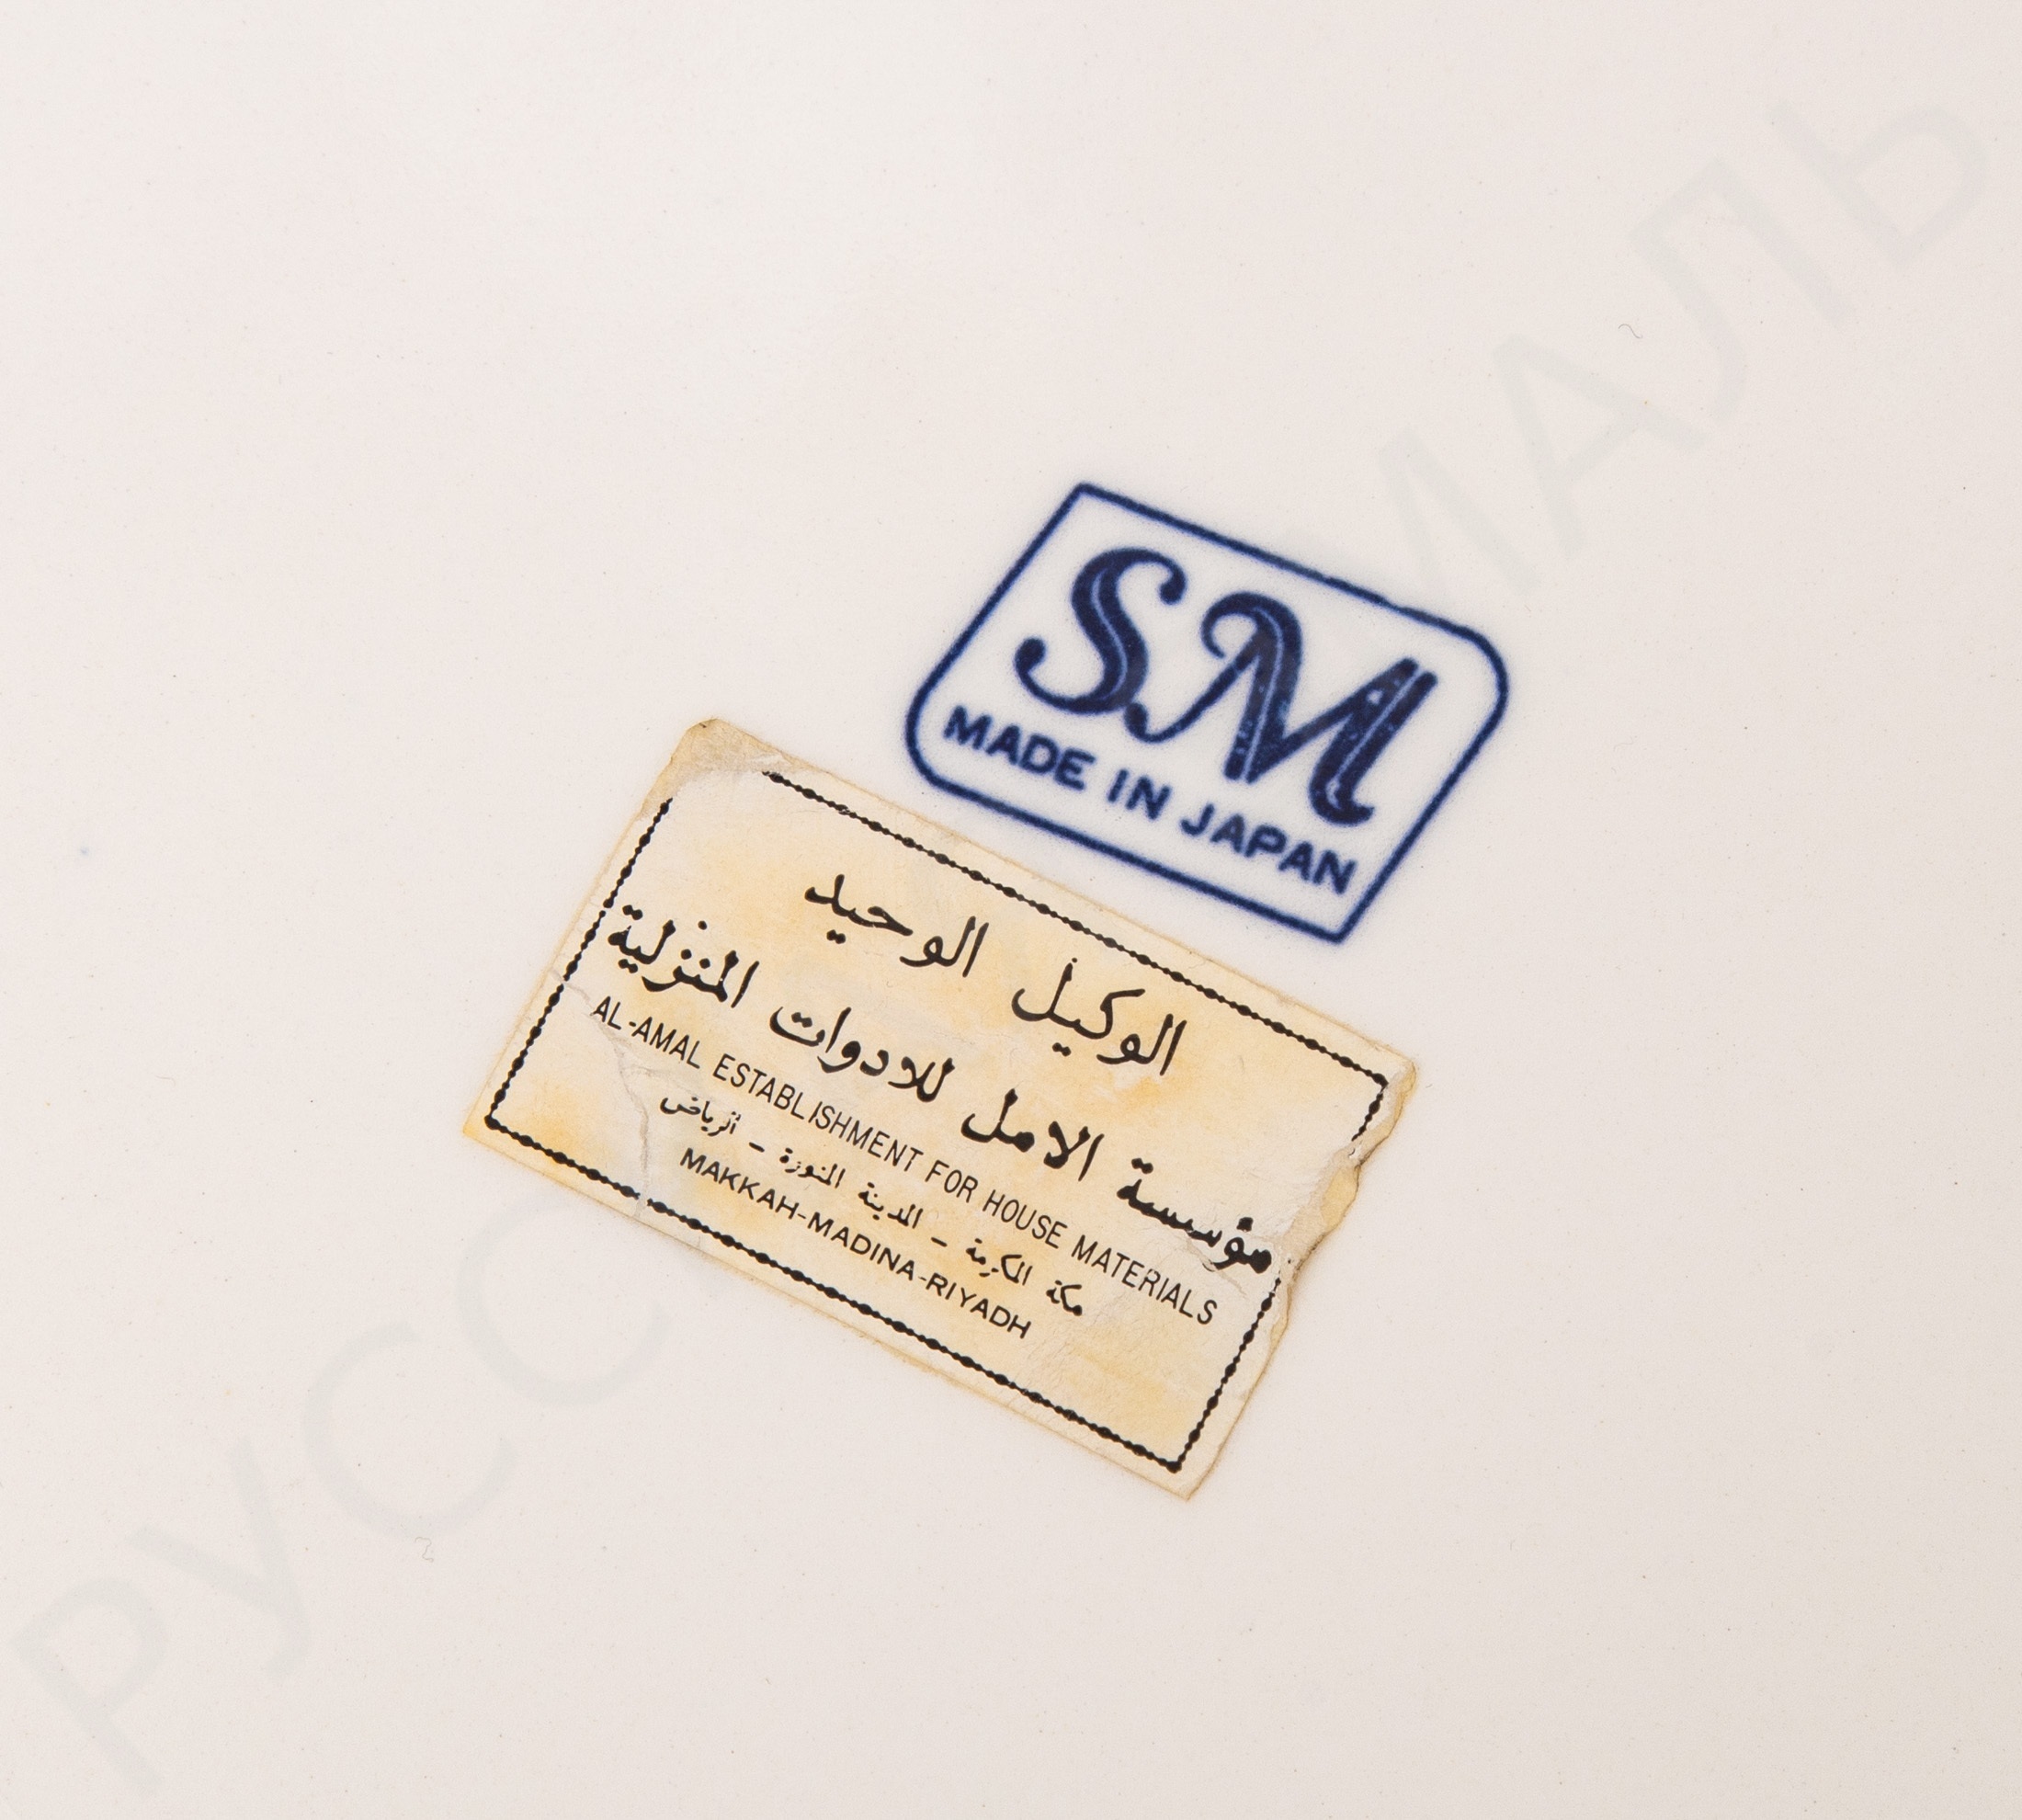 SM
MADE IN JAPAN
الوكيل الوحيد
مؤسسة الامل للادوات المنزلية
AL-AMAL ESTABLISHMENT FOR HOUSE MATERIALS
مكة المكرمة - المدينة المنورة - الرياض
MAKKAH-MADINA-RIYADH